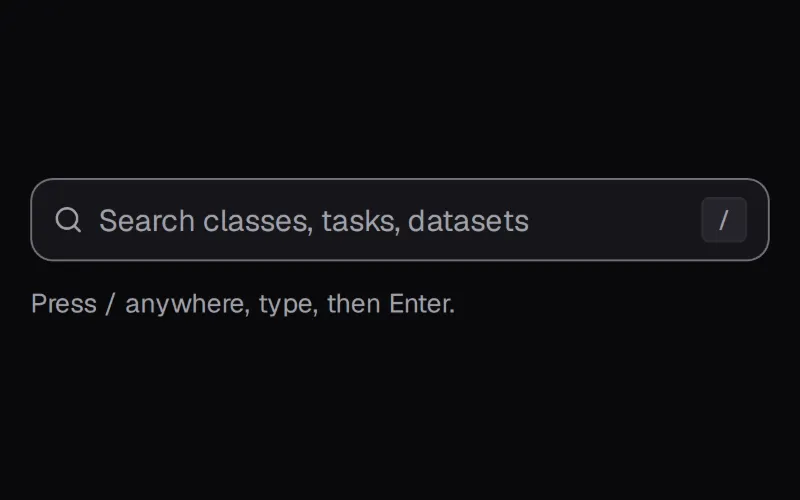 Search classes, tasks, datasets /
Press / anywhere, type, then Enter.